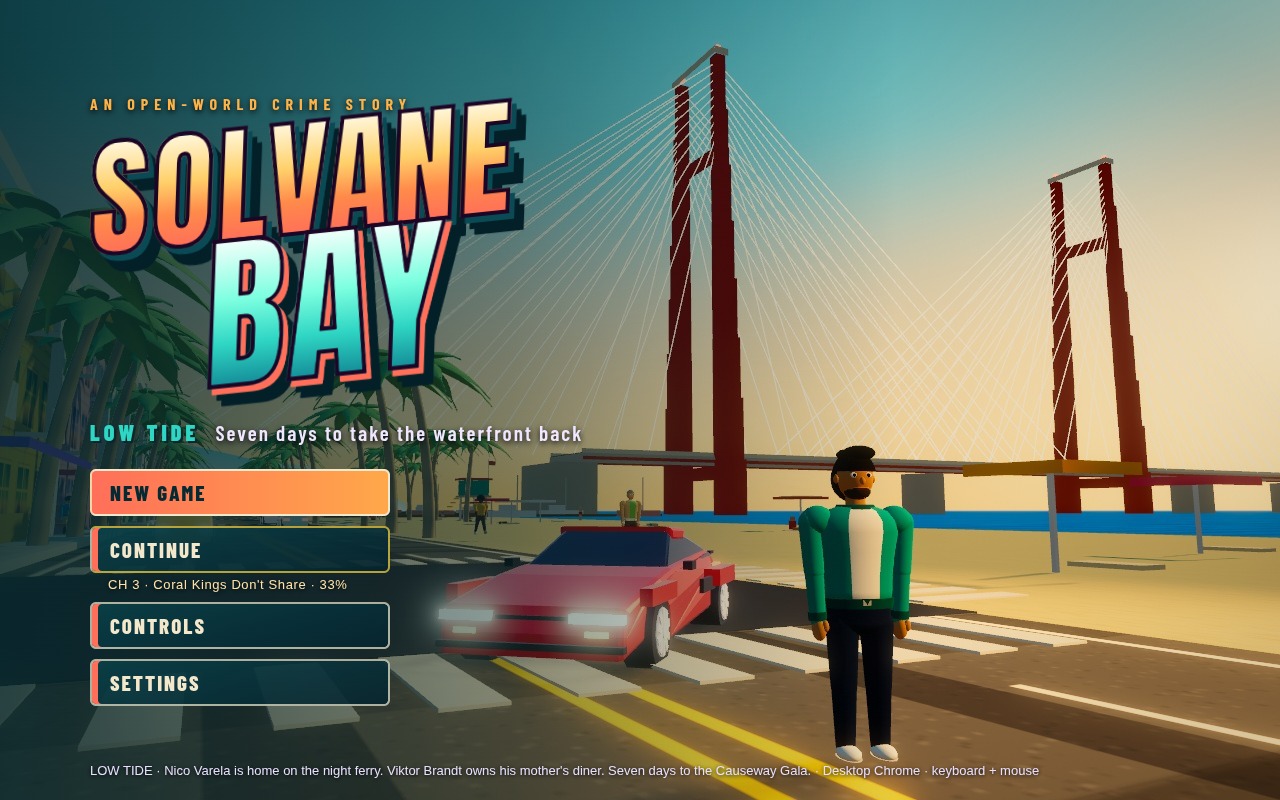 AN OPEN-WORLD CRIME STORY
SOLVANE
BAY
LOW TIDE Seven days to take the waterfront back
NEW GAME
CONTINUE
CH 3 · Coral Kings Don't Share · 33%
CONTROLS
SETTINGS
LOW TIDE · Nico Varela is home on the night ferry. Viktor Brandt owns his mother's diner. Seven days to the Causeway Gala. · Desktop Chrome · keyboard + mouse